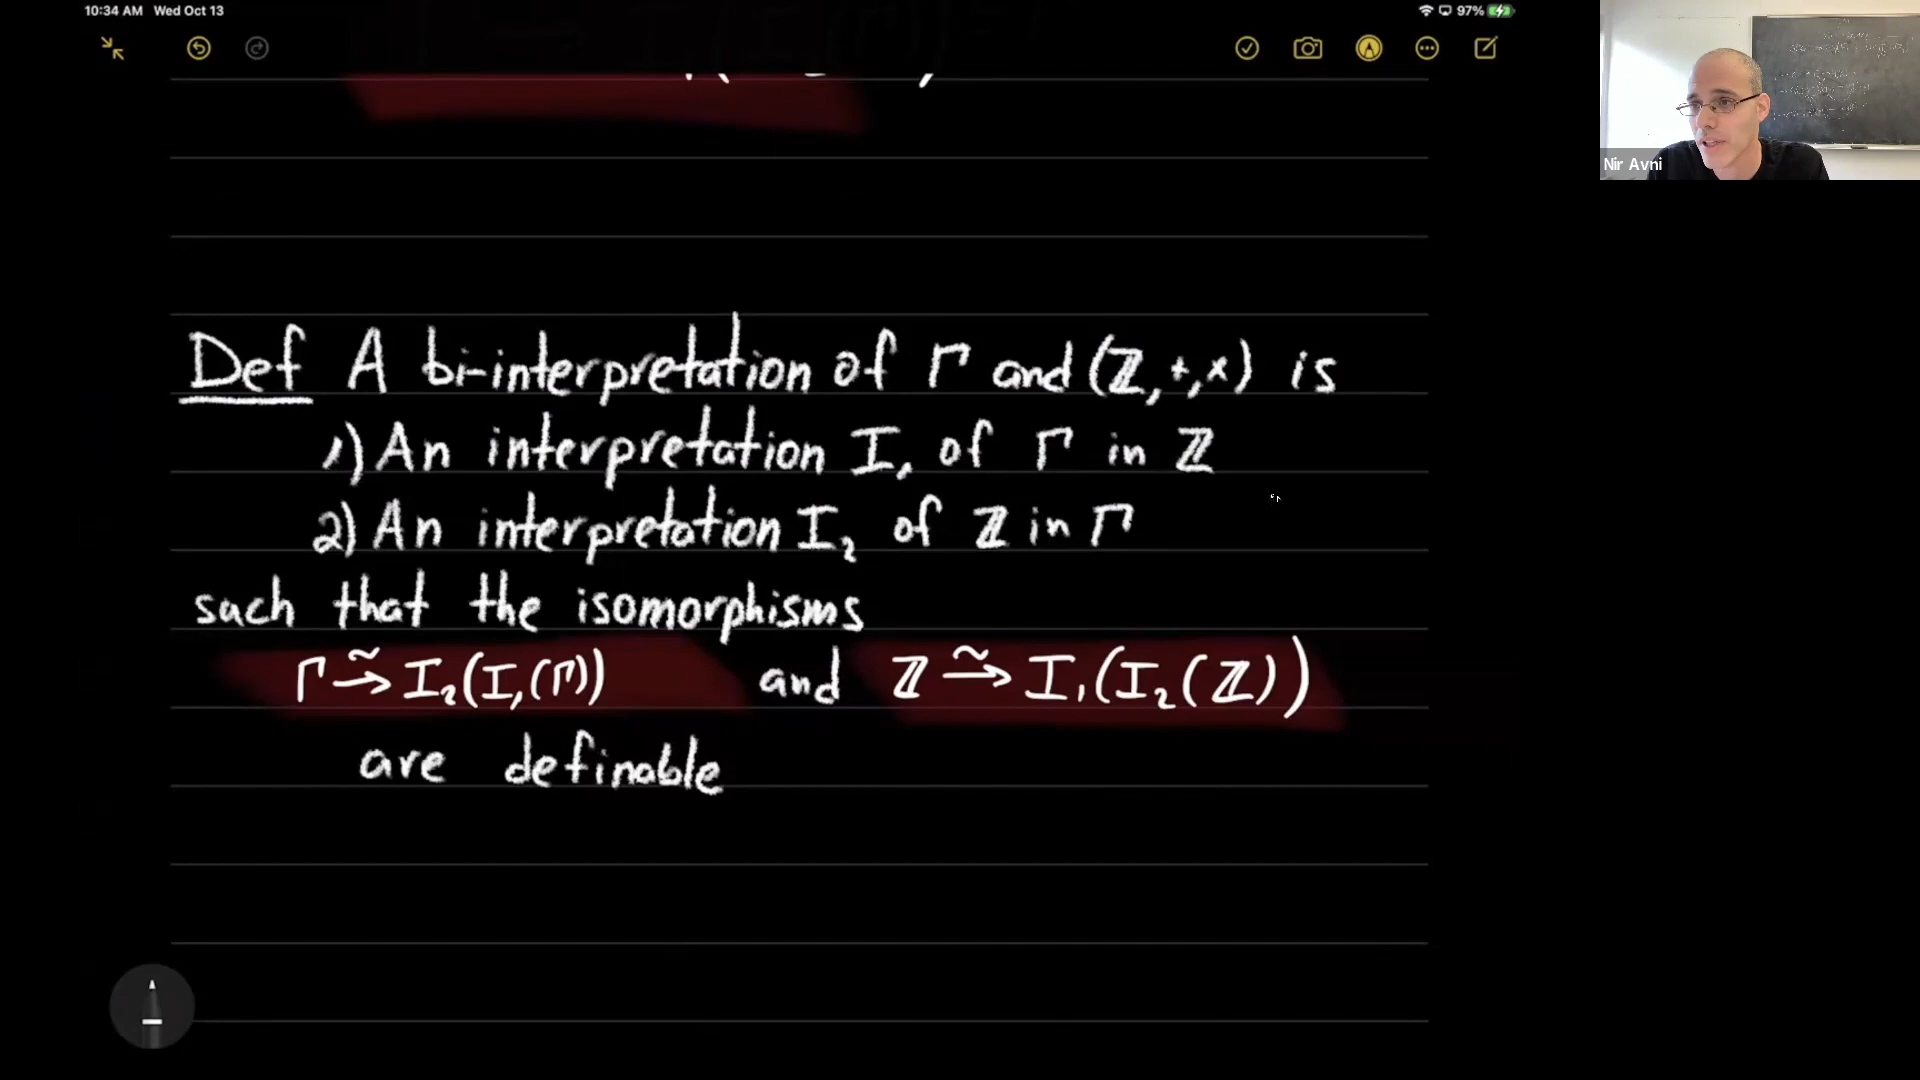 10:34 AM Wed Oct 13
97%
Nir Avni
Def A bi-interpretation of Γ and (ℤ,+,×) is
1) An interpretation I₁ of Γ in ℤ
2) An interpretation I₂ of ℤ in Γ
such that the isomorphisms
Γ ⥲ I₂(I₁(Γ)) and ℤ ⥲ I₁(I₂(ℤ))
are definable